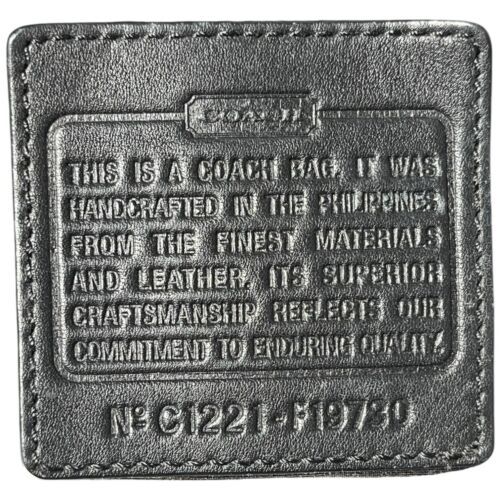 COACH
THIS IS A COACH BAG. IT WAS
HANDCRAFTED IN THE PHILIPPINES
FROM THE FINEST MATERIALS
AND LEATHER. ITS SUPERIOR
CRAFTSMANSHIP REFLECTS OUR
COMMITMENT TO ENDURING QUALITY.
Nº C1221-F19730